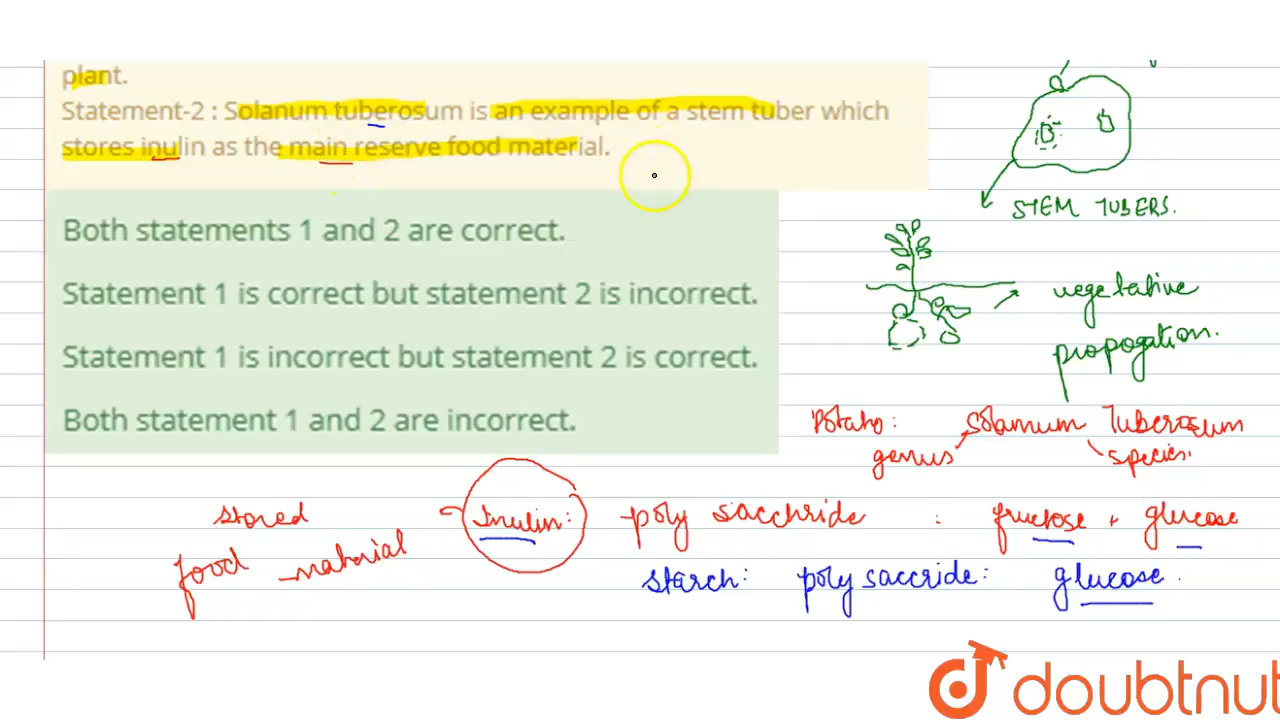 plant.
Statement-2 : Solanum tuberosum is an example of a stem tuber which
stores inulin as the main reserve food material.
Both statements 1 and 2 are correct.
Statement 1 is correct but statement 2 is incorrect.
Statement 1 is incorrect but statement 2 is correct.
Both statement 1 and 2 are incorrect.
STEM TUBERS.
vegetative
propogation.
Potato : Solamum Tuberosum
genus species.
stored
food material
Inulin: poly sacchride : fructose + glucose
starch: poly saccride: glucose.
doubtnut